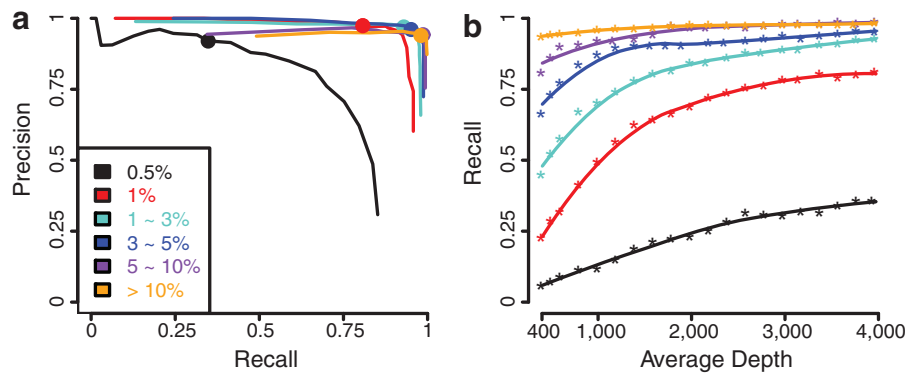 a
Precision
1
0.75
0.5
0.25
0
0.5%
1%
1 ~ 3%
3 ~ 5%
5 ~ 10%
> 10%
0
0.25
0.5
0.75
1
Recall
b
Recall
1
0.75
0.5
0.25
0
400
1,000
2,000
3,000
4,000
Average Depth